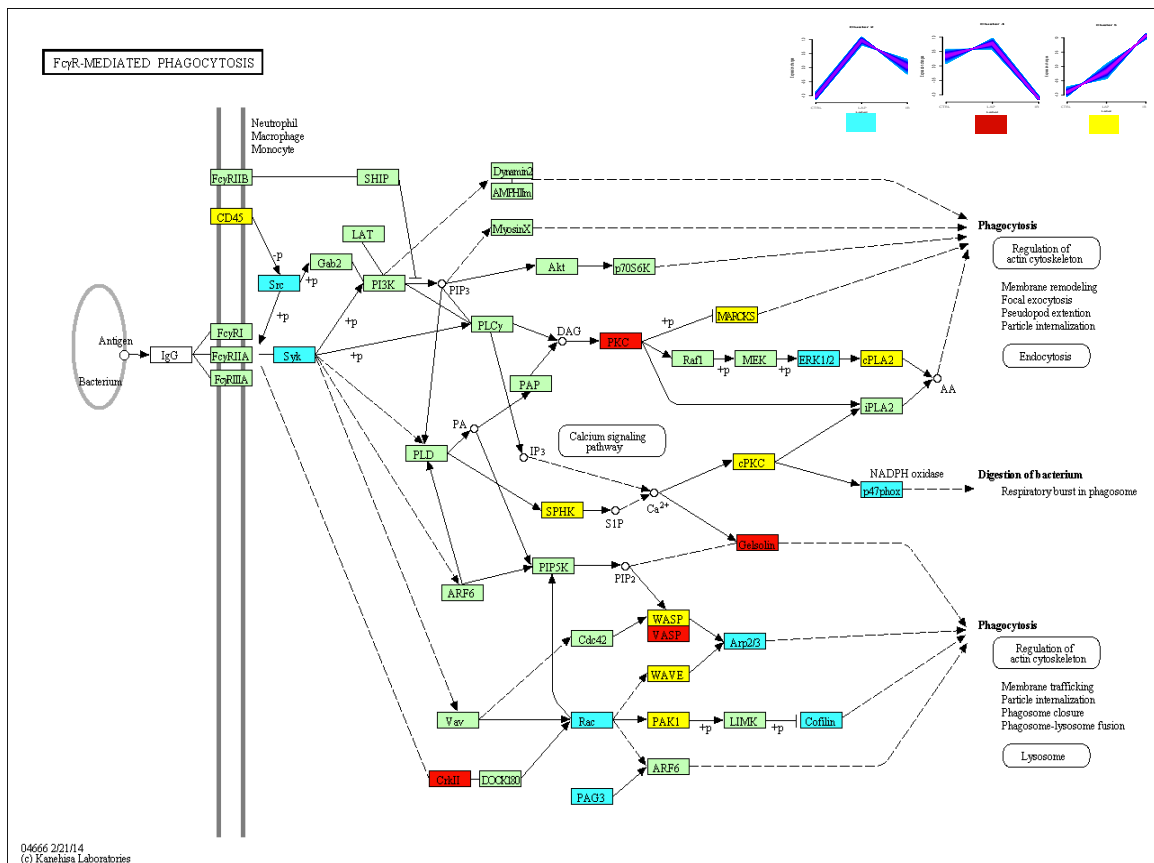 FcγR-MEDIATED PHAGOCYTOSIS
Neutrophil
Macrophage
Monocyte
FcγRIIB
SHIP
Dynamin2
AMPHIIm
CD45
LAT
MyosinX
Phagocytosis
Regulation of
actin cytoskeleton
-p
Gab2
Src
+p
PI3K
PIP3
Akt
p70S6K
Membrane remodeling
Focal exocytosis
Pseudopod extention
Particle internalization
+p
+p
PLCγ
DAG
+p
MARCKS
Antigen
IgG
FcγRI
FcγRIIA
FcγRIIIA
Syk
+p
PKC
Raf1
+p
MEK
+p
ERK1/2
cPLA2
Endocytosis
Bacterium
PAP
AA
iPLA2
PA
PLD
IP3
Calcium signaling
pathway
cPKC
NADPH oxidase
p47phox
Digestion of bacterium
Respiratory burst in phagosome
SPHK
S1P
Ca2+
Gelsolin
PIP5K
PIP2
ARF6
WASP
VASP
Cdc42
Arp2/3
Phagocytosis
Regulation of
actin cytoskeleton
WAVE
Membrane trafficking
Particle internalization
Phagosome closure
Phagosome-lysosome fusion
Vav
Rac
PAK1
+p
LIMK
+p
Cofilin
Lysosome
CrkII
DOCK180
ARF6
PAG3
04666 2/21/14
(c) Kanehisa Laboratories